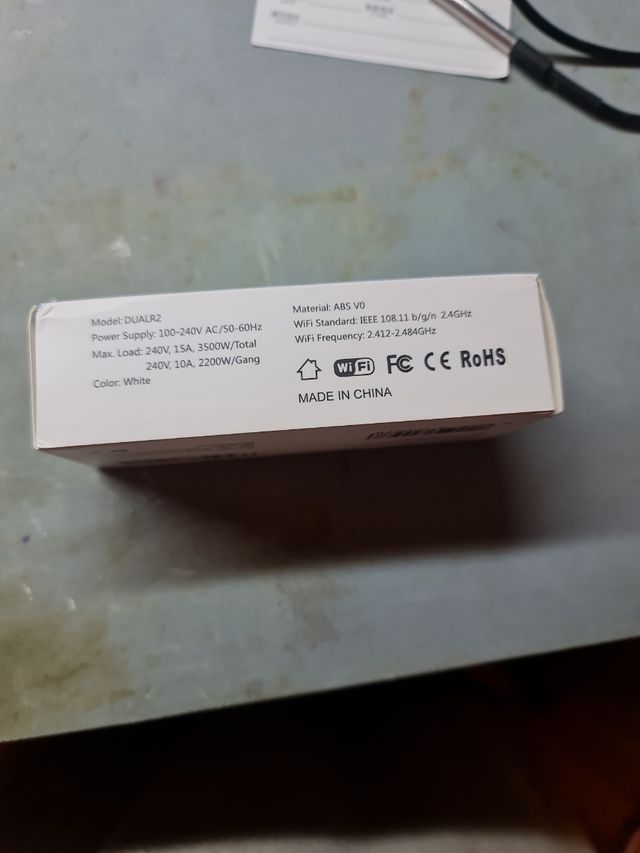 Model: DUALR2
Power Supply: 100-240V AC/50-60Hz
Max. Load: 240V, 15A, 3500W/Total
240V, 10A, 2200W/Gang
Color: White
Material: ABS V0
WiFi Standard: IEEE 108.11 b/g/n 2.4GHz
WiFi Frequency: 2.412-2.484GHz
WiFi FC CE RoHS
MADE IN CHINA